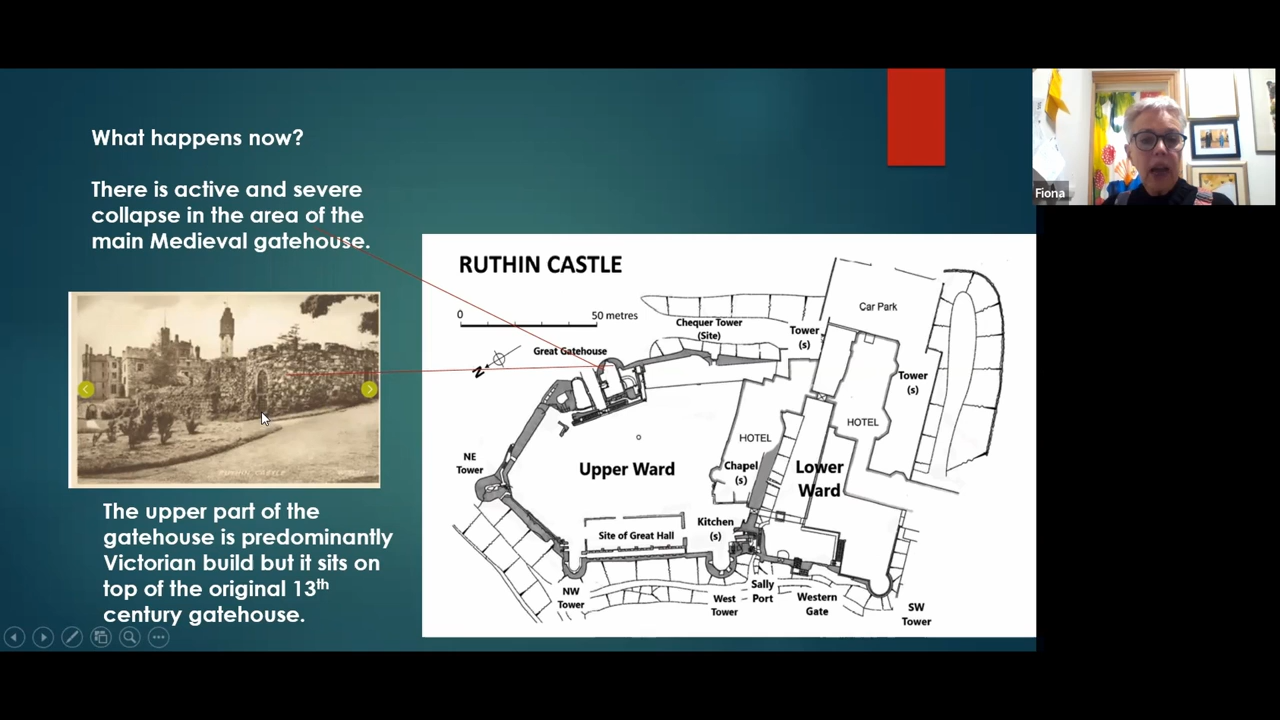 What happens now?
There is active and severe
collapse in the area of the
main Medieval gatehouse.
The upper part of the
gatehouse is predominantly
Victorian build but it sits on
top of the original 13th
century gatehouse.
RUTHIN CASTLE
0 50 metres
N
Great Gatehouse
Chequer Tower
(Site)
Tower
(s)
Car Park
Tower
(s)
HOTEL
HOTEL
NE
Tower
Upper Ward
Chapel
(s)
Lower
Ward
Site of Great Hall
Kitchen
(s)
NW
Tower
West
Tower
Sally
Port
Western
Gate
SW
Tower
RUTHIN CASTLE
Fiona